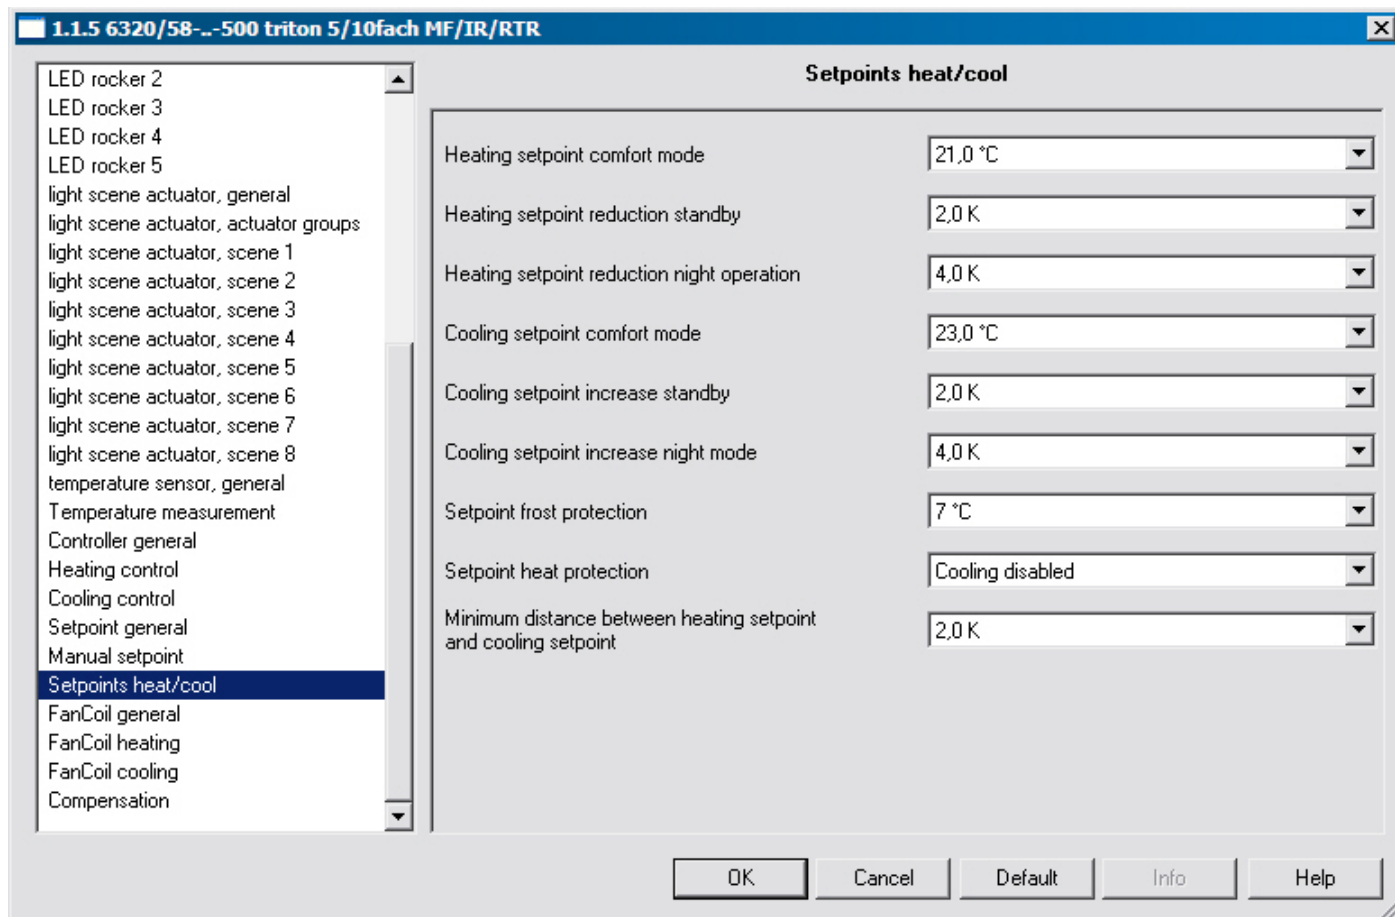 1.1.5 6320/58-..-500 triton 5/10fach MF/IR/RTR
LED rocker 2
LED rocker 3
LED rocker 4
LED rocker 5
light scene actuator, general
light scene actuator, actuator groups
light scene actuator, scene 1
light scene actuator, scene 2
light scene actuator, scene 3
light scene actuator, scene 4
light scene actuator, scene 5
light scene actuator, scene 6
light scene actuator, scene 7
light scene actuator, scene 8
temperature sensor, general
Temperature measurement
Controller general
Heating control
Cooling control
Setpoint general
Manual setpoint
Setpoints heat/cool
FanCoil general
FanCoil heating
FanCoil cooling
Compensation
Setpoints heat/cool
Heating setpoint comfort mode 21,0 °C
Heating setpoint reduction standby 2,0 K
Heating setpoint reduction night operation 4,0 K
Cooling setpoint comfort mode 23,0 °C
Cooling setpoint increase standby 2,0 K
Cooling setpoint increase night mode 4,0 K
Setpoint frost protection 7 °C
Setpoint heat protection Cooling disabled
Minimum distance between heating setpoint
and cooling setpoint 2,0 K
OK Cancel Default Info Help